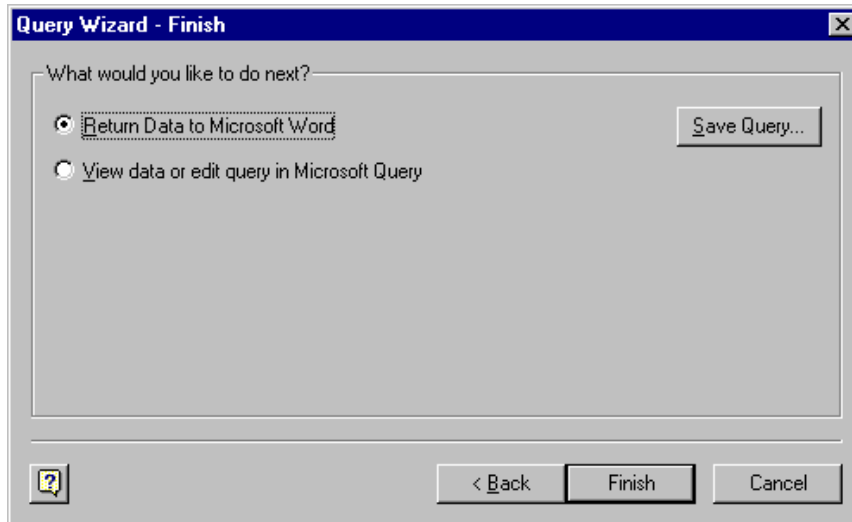 Query Wizard - Finish
What would you like to do next?
Return Data to Microsoft Word
Save Query...
View data or edit query in Microsoft Query
?
< Back
Finish
Cancel